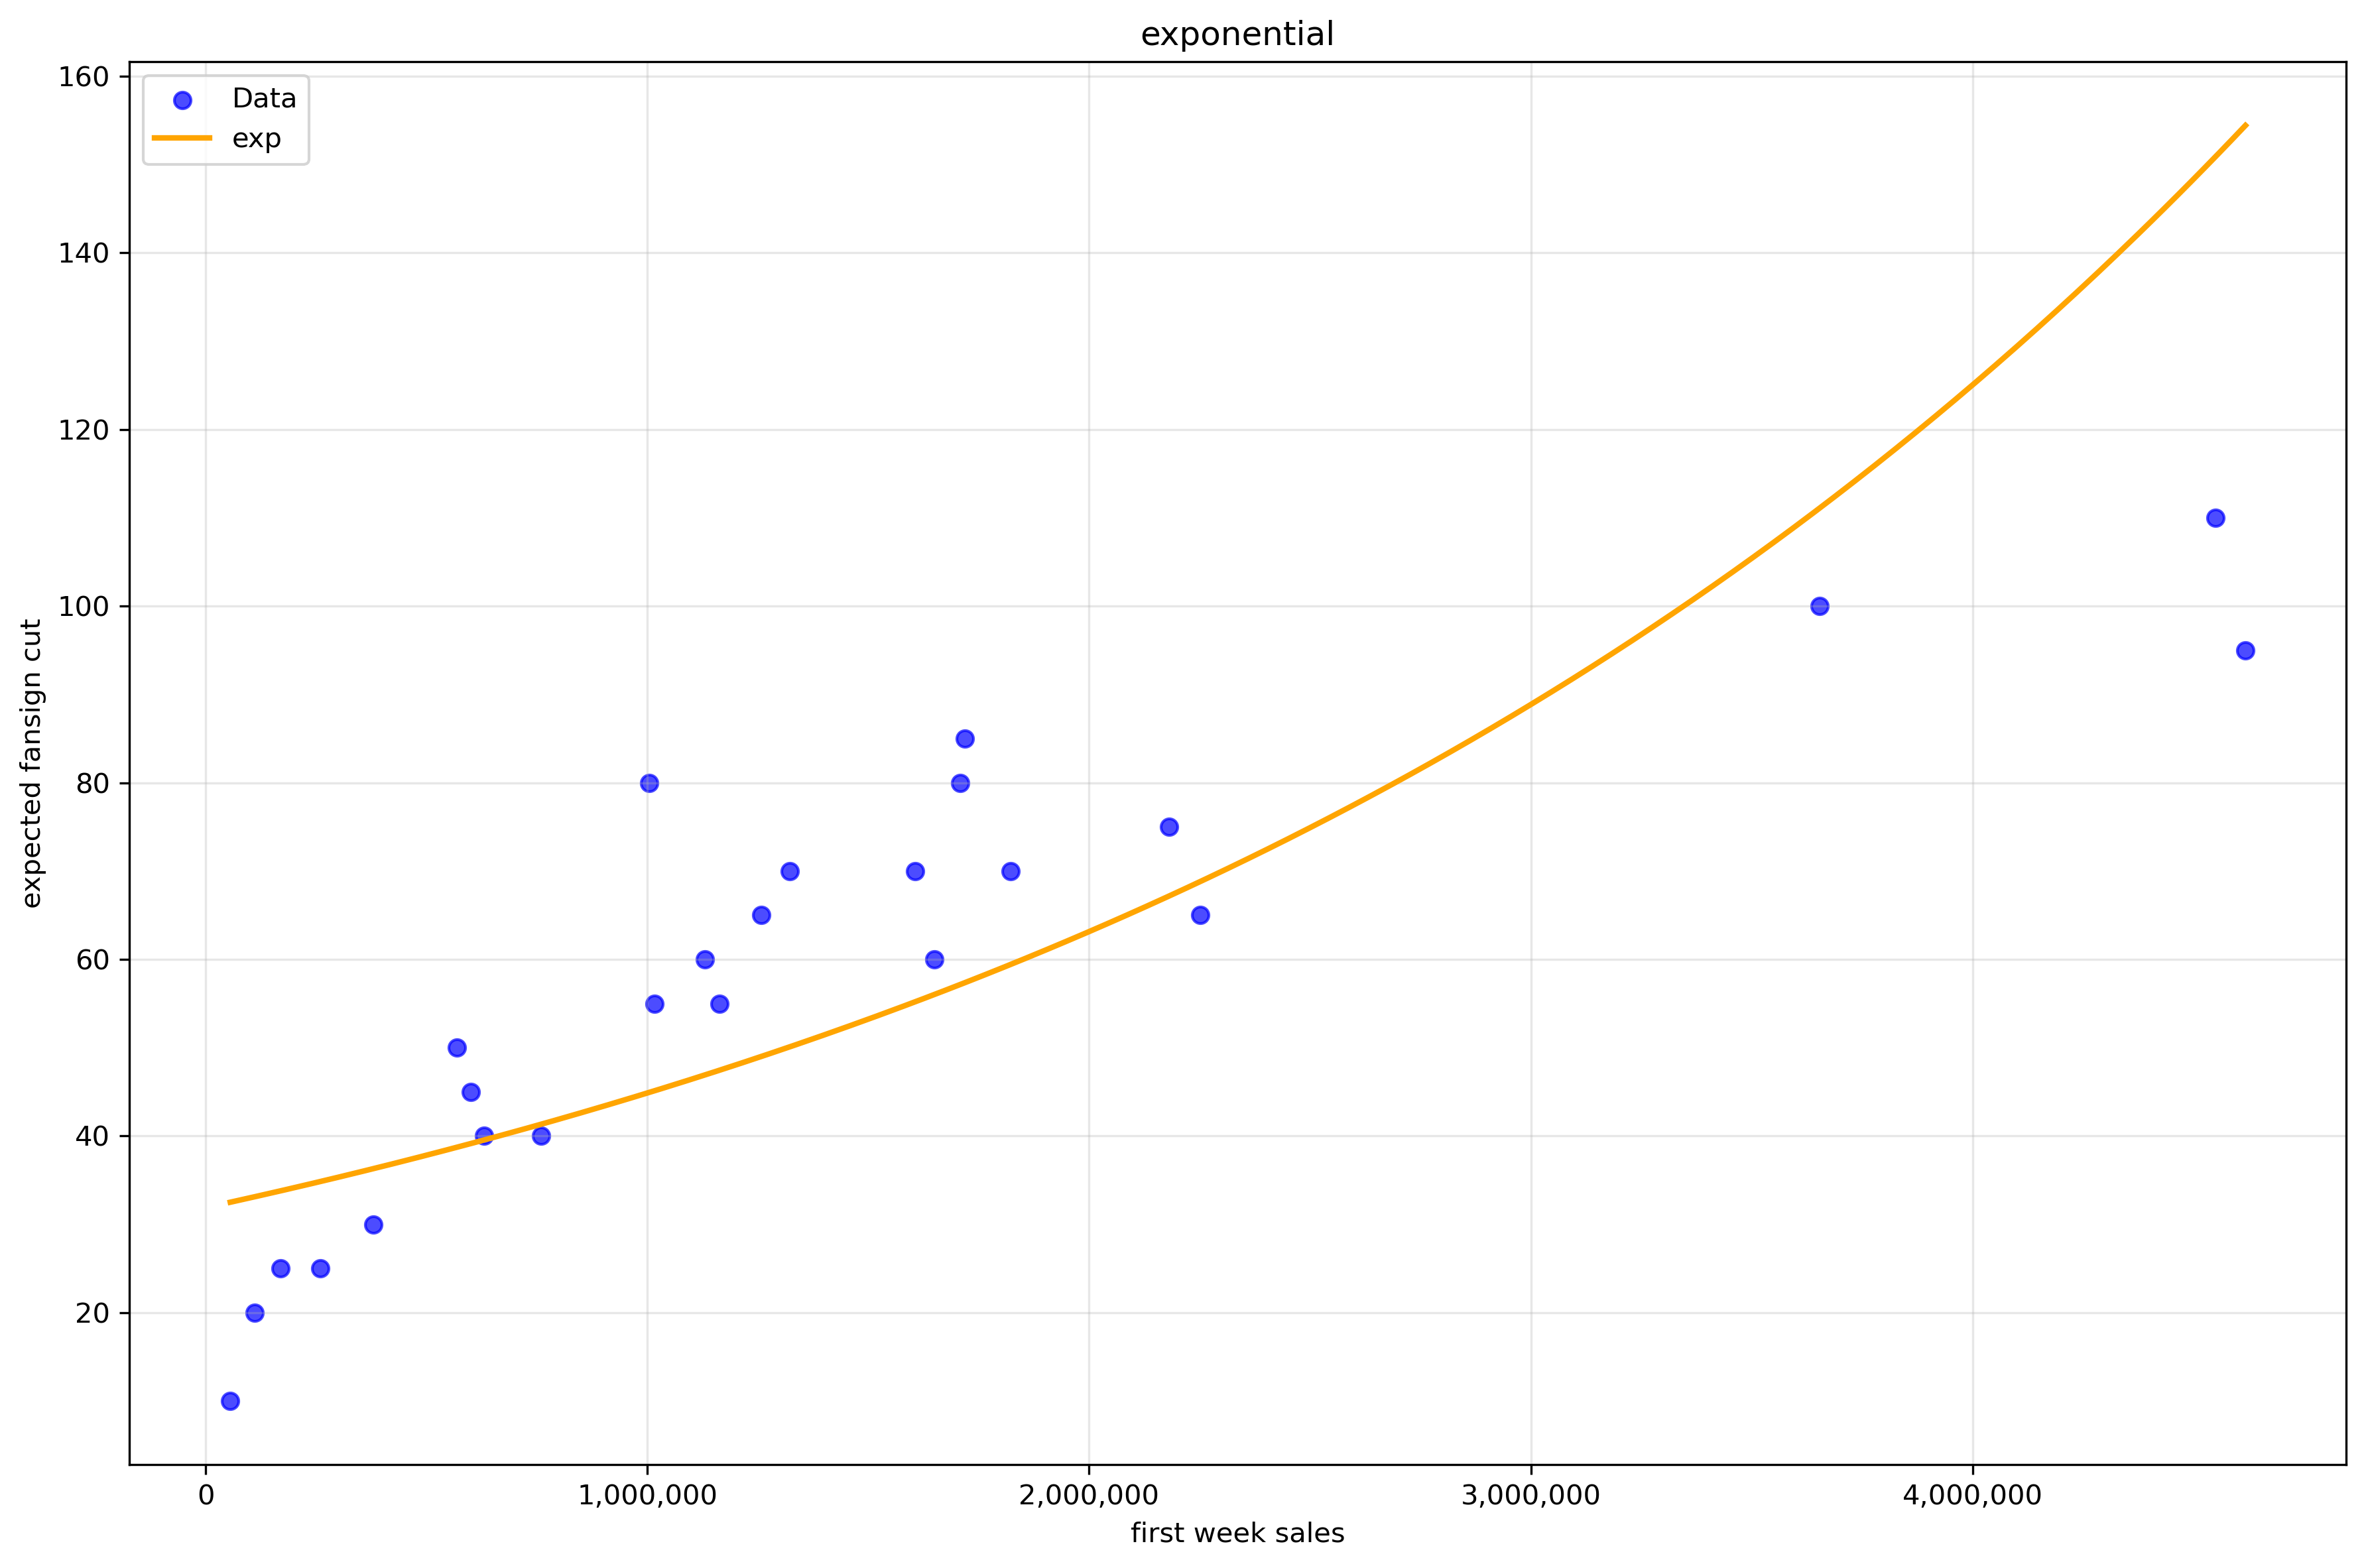 exponential
Data
exp
160
140
120
100
80
60
40
20
expected fansign cut
0 1,000,000 2,000,000 3,000,000 4,000,000
first week sales